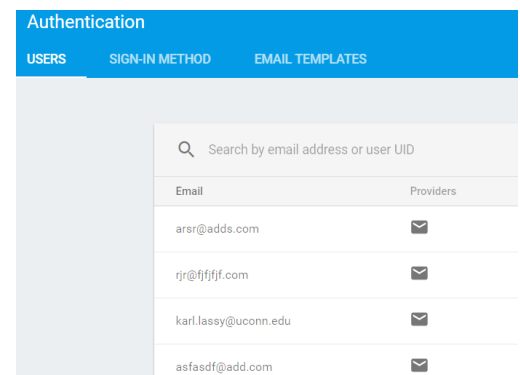 Authentication
USERS SIGN-IN METHOD EMAIL TEMPLATES
Search by email address or user UID
Email Providers
arsr@adds.com
rjr@fjfjfjf.com
karl.lassy@uconn.edu
asfasdf@add.com